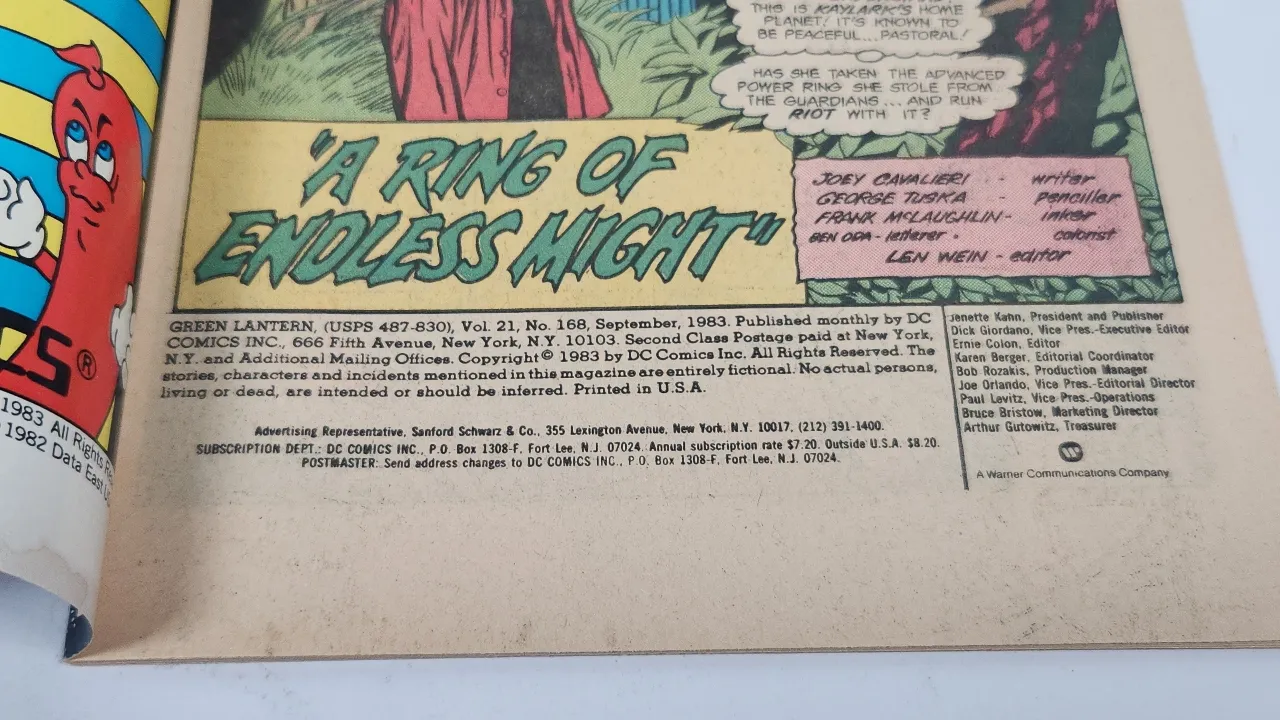 THIS IS KAYLARK'S HOME
PLANET! IT'S KNOWN TO
BE PEACEFUL...PASTORAL!
HAS SHE TAKEN THE ADVANCED
POWER RING SHE STOLE FROM
THE GUARDIANS...AND RUN
RIOT WITH IT?
"A RING OF
ENDLESS MIGHT"
JOEY CAVALIERI - - writer
GEORGE TUSKA - penciller
FRANK McLAUGHLIN - inker
BEN ODA - letterer - colorist
LEN WEIN - editor
GREEN LANTERN, (USPS 487-830), Vol. 21, No. 168, September, 1983. Published monthly by DC
COMICS INC., 666 Fifth Avenue, New York, N.Y. 10103. Second Class Postage paid at New York,
N.Y. and Additional Mailing Offices. Copyright © 1983 by DC Comics Inc. All Rights Reserved. The
stories, characters and incidents mentioned in this magazine are entirely fictional. No actual persons,
living or dead, are intended or should be inferred. Printed in U.S.A.
Advertising Representative, Sanford Schwarz & Co., 355 Lexington Avenue, New York, N.Y. 10017, (212) 391-1400.
SUBSCRIPTION DEPT.: DC COMICS INC., P.O. Box 1308-F, Fort Lee, N.J. 07024. Annual subscription rate $7.20. Outside U.S.A. $8.20.
POSTMASTER: Send address changes to DC COMICS INC., P.O. Box 1308-F, Fort Lee, N.J. 07024.
Jenette Kahn, President and Publisher
Dick Giordano, Vice Pres.-Executive Editor
Ernie Colon, Editor
Karen Berger, Editorial Coordinator
Bob Rozakis, Production Manager
Joe Orlando, Vice Pres.-Editorial Director
Paul Levitz, Vice Pres.-Operations
Bruce Bristow, Marketing Director
Arthur Gutowitz, Treasurer
A Warner Communications Company
®
1983 All Rights
1982 Data East